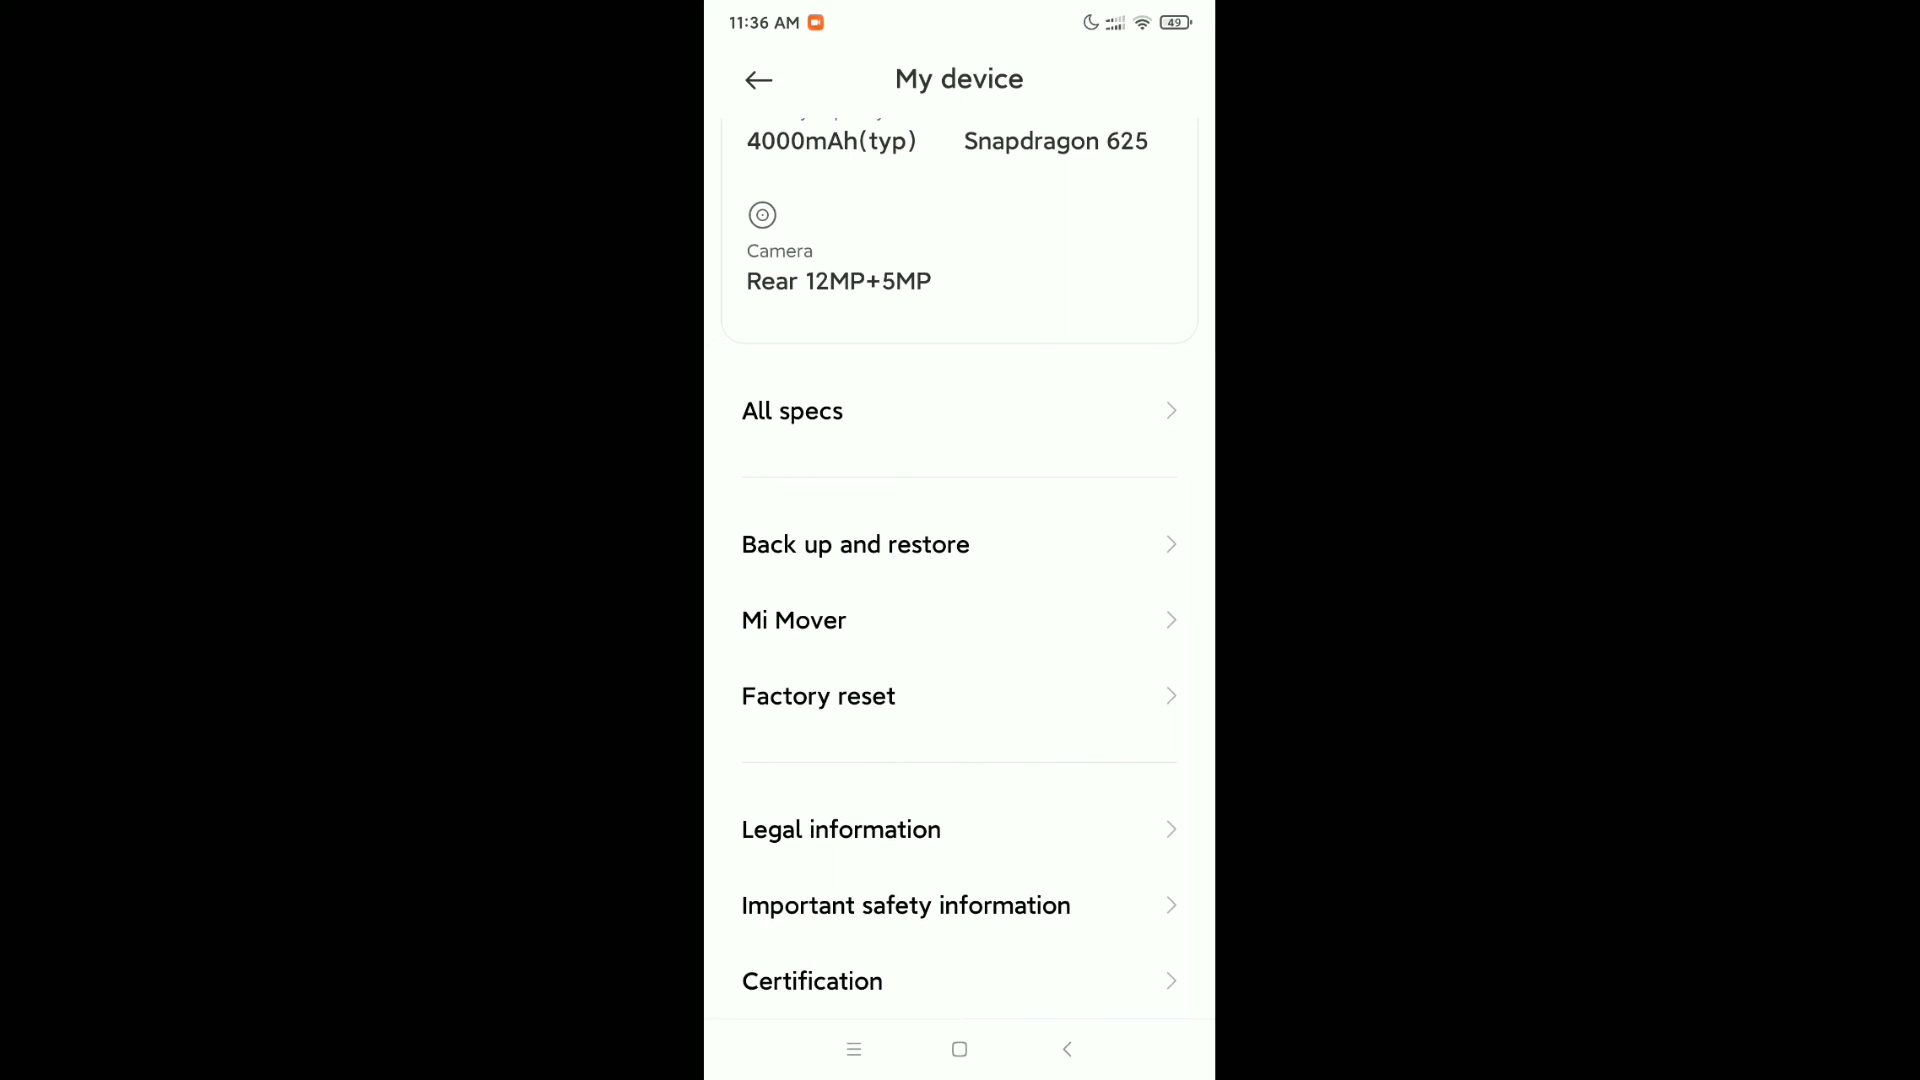 11:36 AM
49
My device
4000mAh(typ) Snapdragon 625
Camera
Rear 12MP+5MP
All specs
Back up and restore
Mi Mover
Factory reset
Legal information
Important safety information
Certification